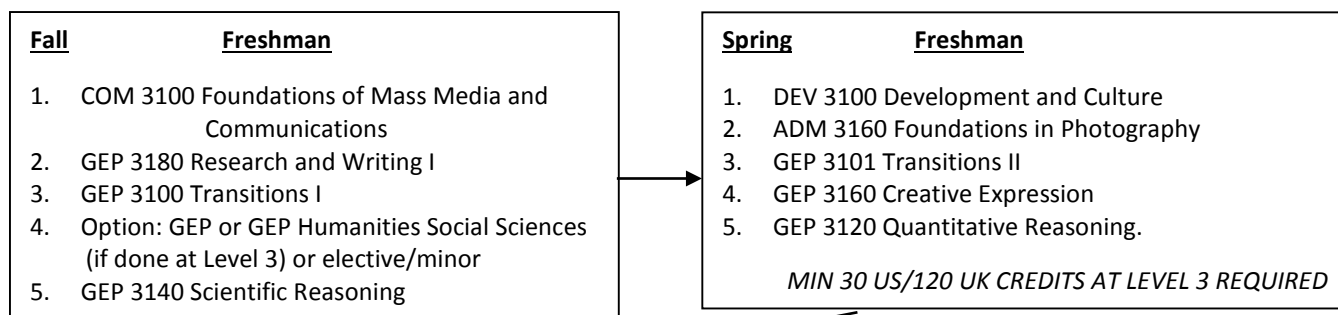 Fall Freshman
1. COM 3100 Foundations of Mass Media and
Communications
2. GEP 3180 Research and Writing I
3. GEP 3100 Transitions I
4. Option: GEP or GEP Humanities Social Sciences
(if done at Level 3) or elective/minor
5. GEP 3140 Scientific Reasoning
Spring Freshman
1. DEV 3100 Development and Culture
2. ADM 3160 Foundations in Photography
3. GEP 3101 Transitions II
4. GEP 3160 Creative Expression
5. GEP 3120 Quantitative Reasoning.
MIN 30 US/120 UK CREDITS AT LEVEL 3 REQUIRED